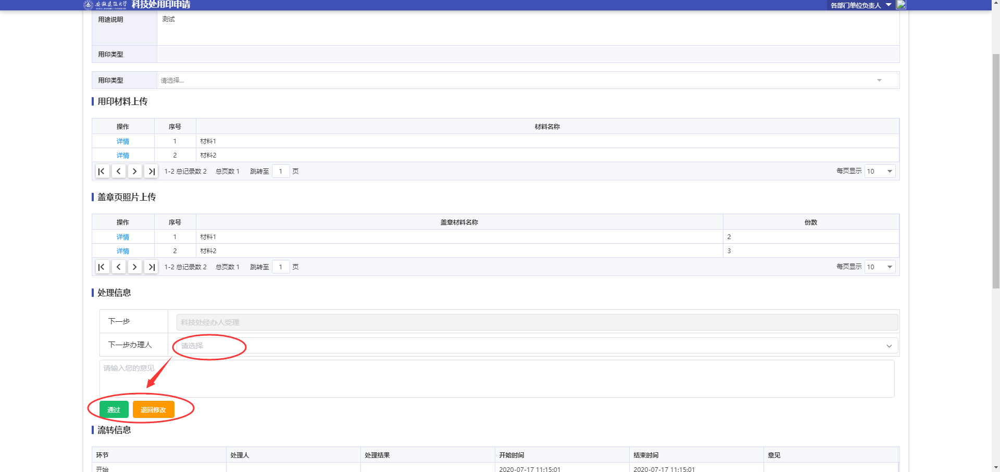 安徽建筑大学 科技处用印申请 各部门单位负责人
用途说明 测试
用印类型
用印类型 请选择...
用印材料上传
操作 序号 材料名称
详情 1 材料1
详情 2 材料2
1-2 总记录数 2 总页数 1 跳转至 1 页 每页显示 10
盖章页照片上传
操作 序号 盖章材料名称 份数
详情 1 材料1 2
详情 2 材料2 3
1-2 总记录数 2 总页数 1 跳转至 1 页 每页显示 10
处理信息
下一步 科技处经办人受理
下一步办理人 请选择
请输入您的意见
通过 退回修改
流转信息
环节 处理人 处理结果 开始时间 结束时间 意见
开始 2020-07-17 11:15:01 2020-07-17 11:15:01